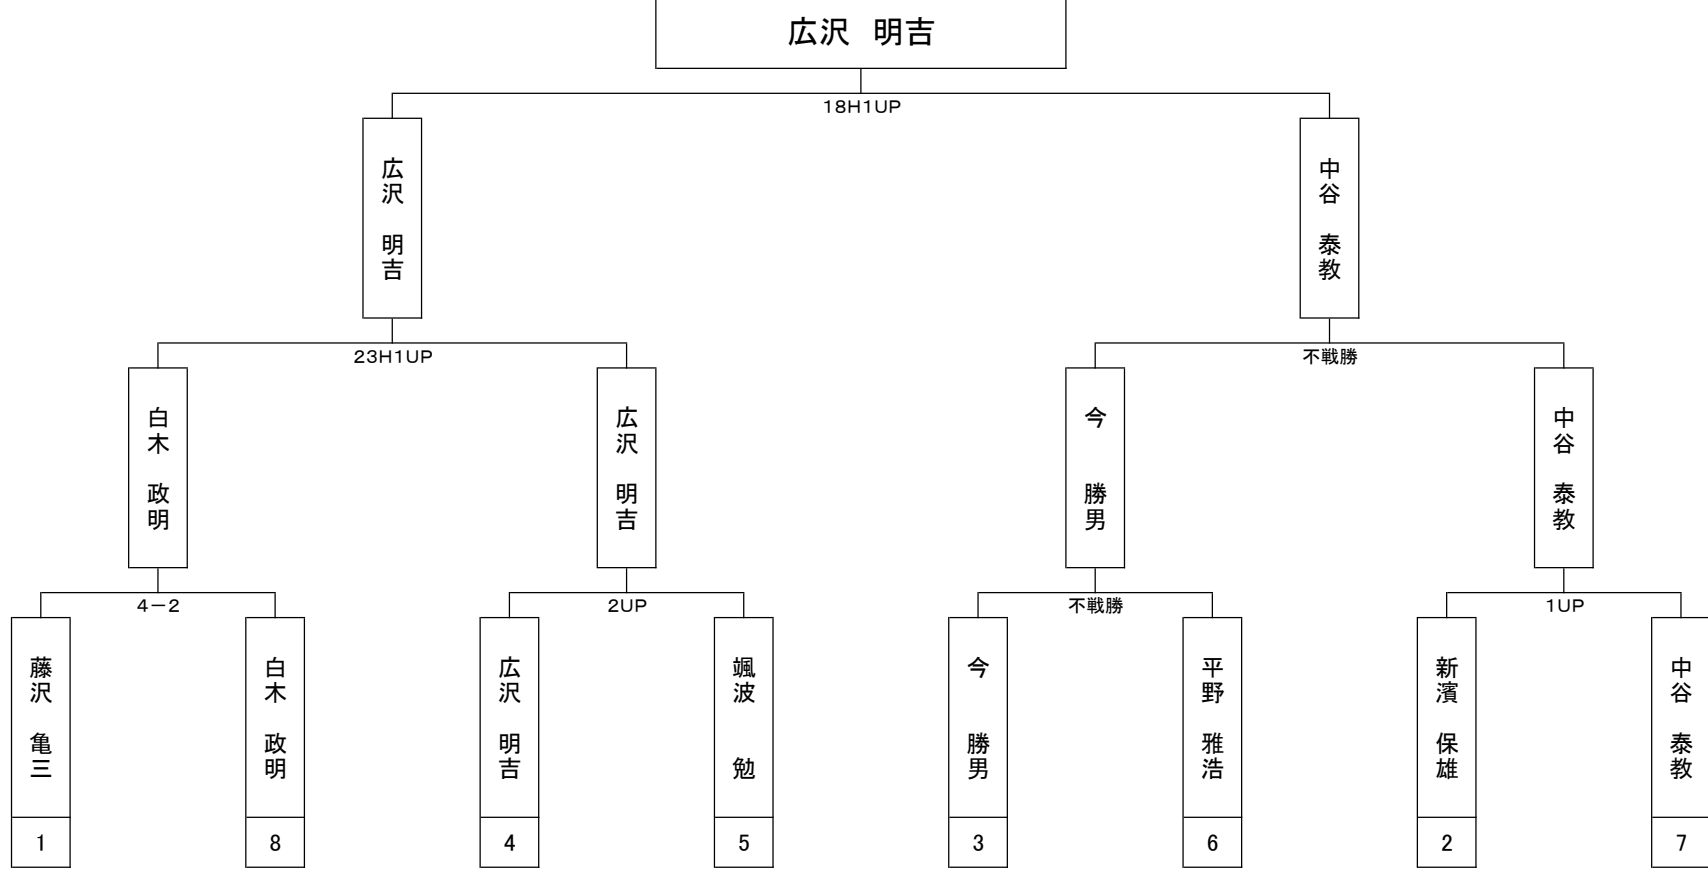 広沢　明吉
18H1UP
広沢　明吉
中谷　泰教
23H1UP
不戦勝
白木　政明
広沢　明吉
今　　勝男
中谷　泰教
4－2
2UP
不戦勝
1UP
藤沢　亀三
白木　政明
広沢　明吉
颯波　　勉
今　　勝男
平野　雅浩
新濱　保雄
中谷　泰教
1
8
4
5
3
6
2
7